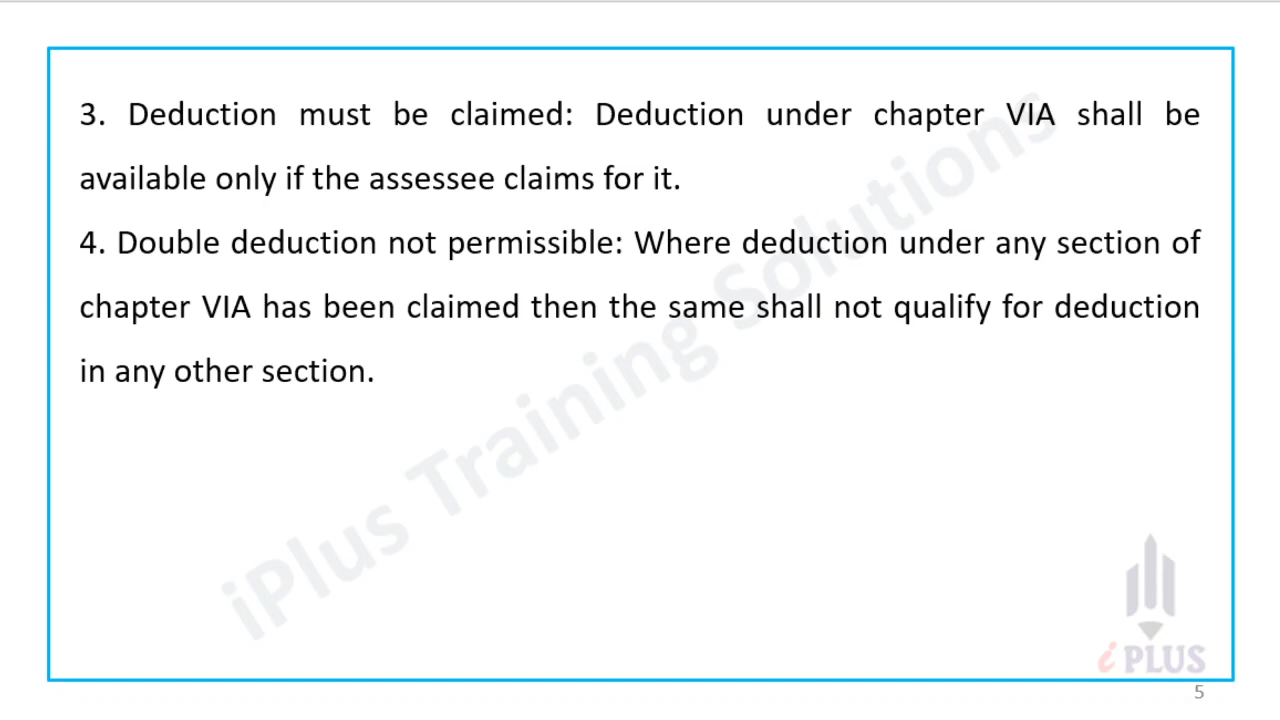 3. Deduction must be claimed: Deduction under chapter VIA shall be
available only if the assessee claims for it.
4. Double deduction not permissible: Where deduction under any section of
chapter VIA has been claimed then the same shall not qualify for deduction
in any other section.
iPlus Training Solutions
i PLUS
5